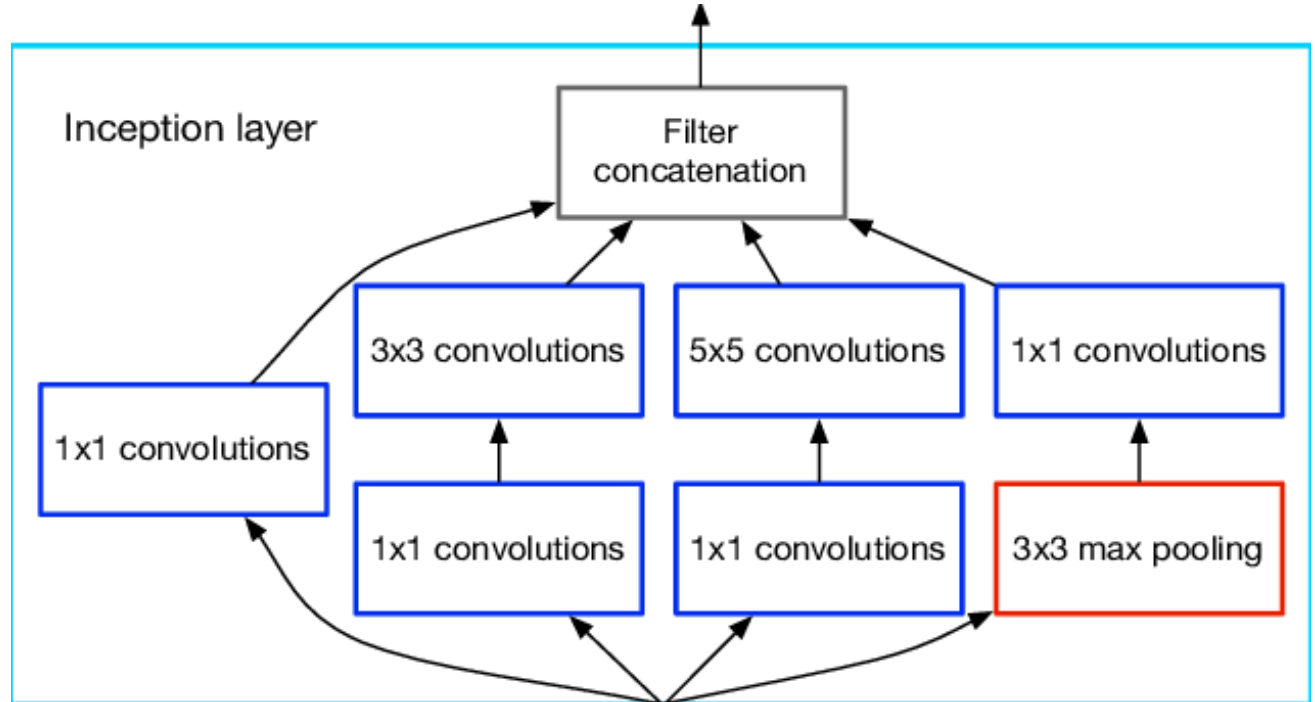 Inception layer
Filter
concatenation
3x3 convolutions
5x5 convolutions
1x1 convolutions
1x1 convolutions
1x1 convolutions
1x1 convolutions
3x3 max pooling